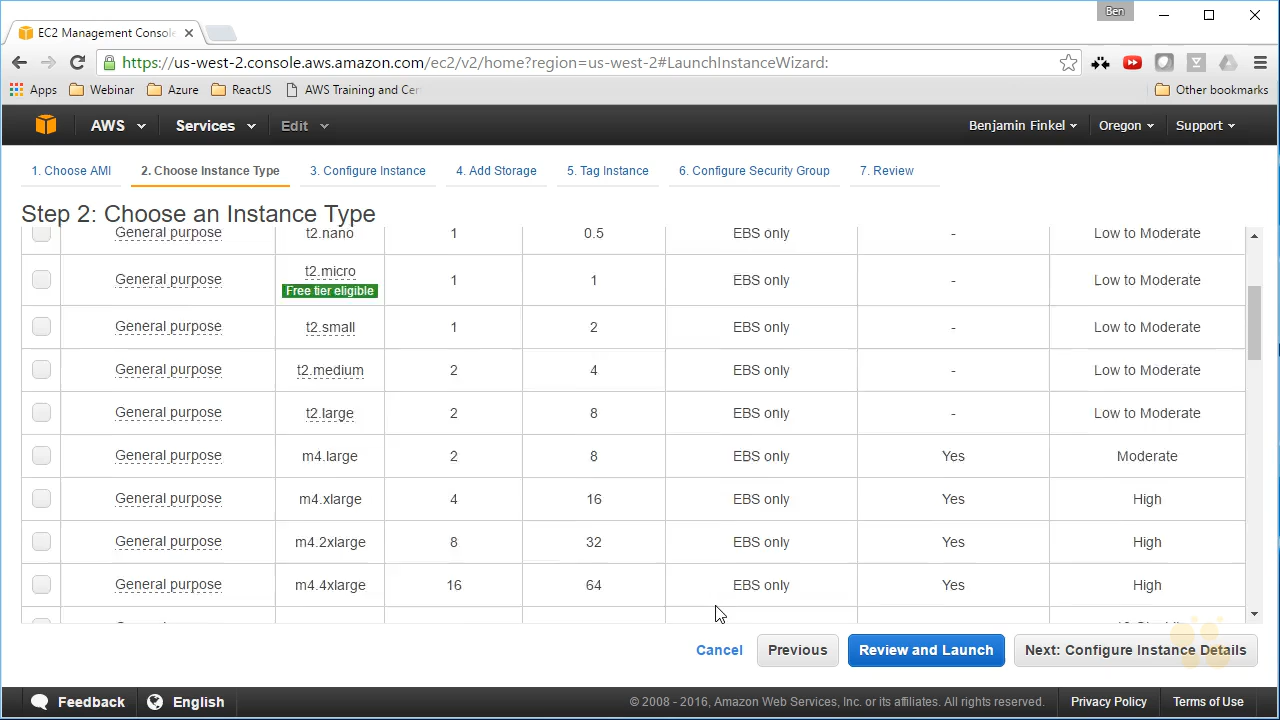 Ben
EC2 Management Console
https://us-west-2.console.aws.amazon.com/ec2/v2/home?region=us-west-2#LaunchInstanceWizard:
Apps Webinar Azure ReactJS AWS Training and Cer Other bookmarks
AWS Services Edit Benjamin Finkel Oregon Support
1. Choose AMI 2. Choose Instance Type 3. Configure Instance 4. Add Storage 5. Tag Instance 6. Configure Security Group 7. Review
Step 2: Choose an Instance Type
General purpose t2.nano 1 0.5 EBS only - Low to Moderate
General purpose t2.micro 1 1 EBS only - Low to Moderate
Free tier eligible
General purpose t2.small 1 2 EBS only - Low to Moderate
General purpose t2.medium 2 4 EBS only - Low to Moderate
General purpose t2.large 2 8 EBS only - Low to Moderate
General purpose m4.large 2 8 EBS only Yes Moderate
General purpose m4.xlarge 4 16 EBS only Yes High
General purpose m4.2xlarge 8 32 EBS only Yes High
General purpose m4.4xlarge 16 64 EBS only Yes High
Cancel Previous Review and Launch Next: Configure Instance Details
Feedback English © 2008 - 2016, Amazon Web Services, Inc. or its affiliates. All rights reserved. Privacy Policy Terms of Use